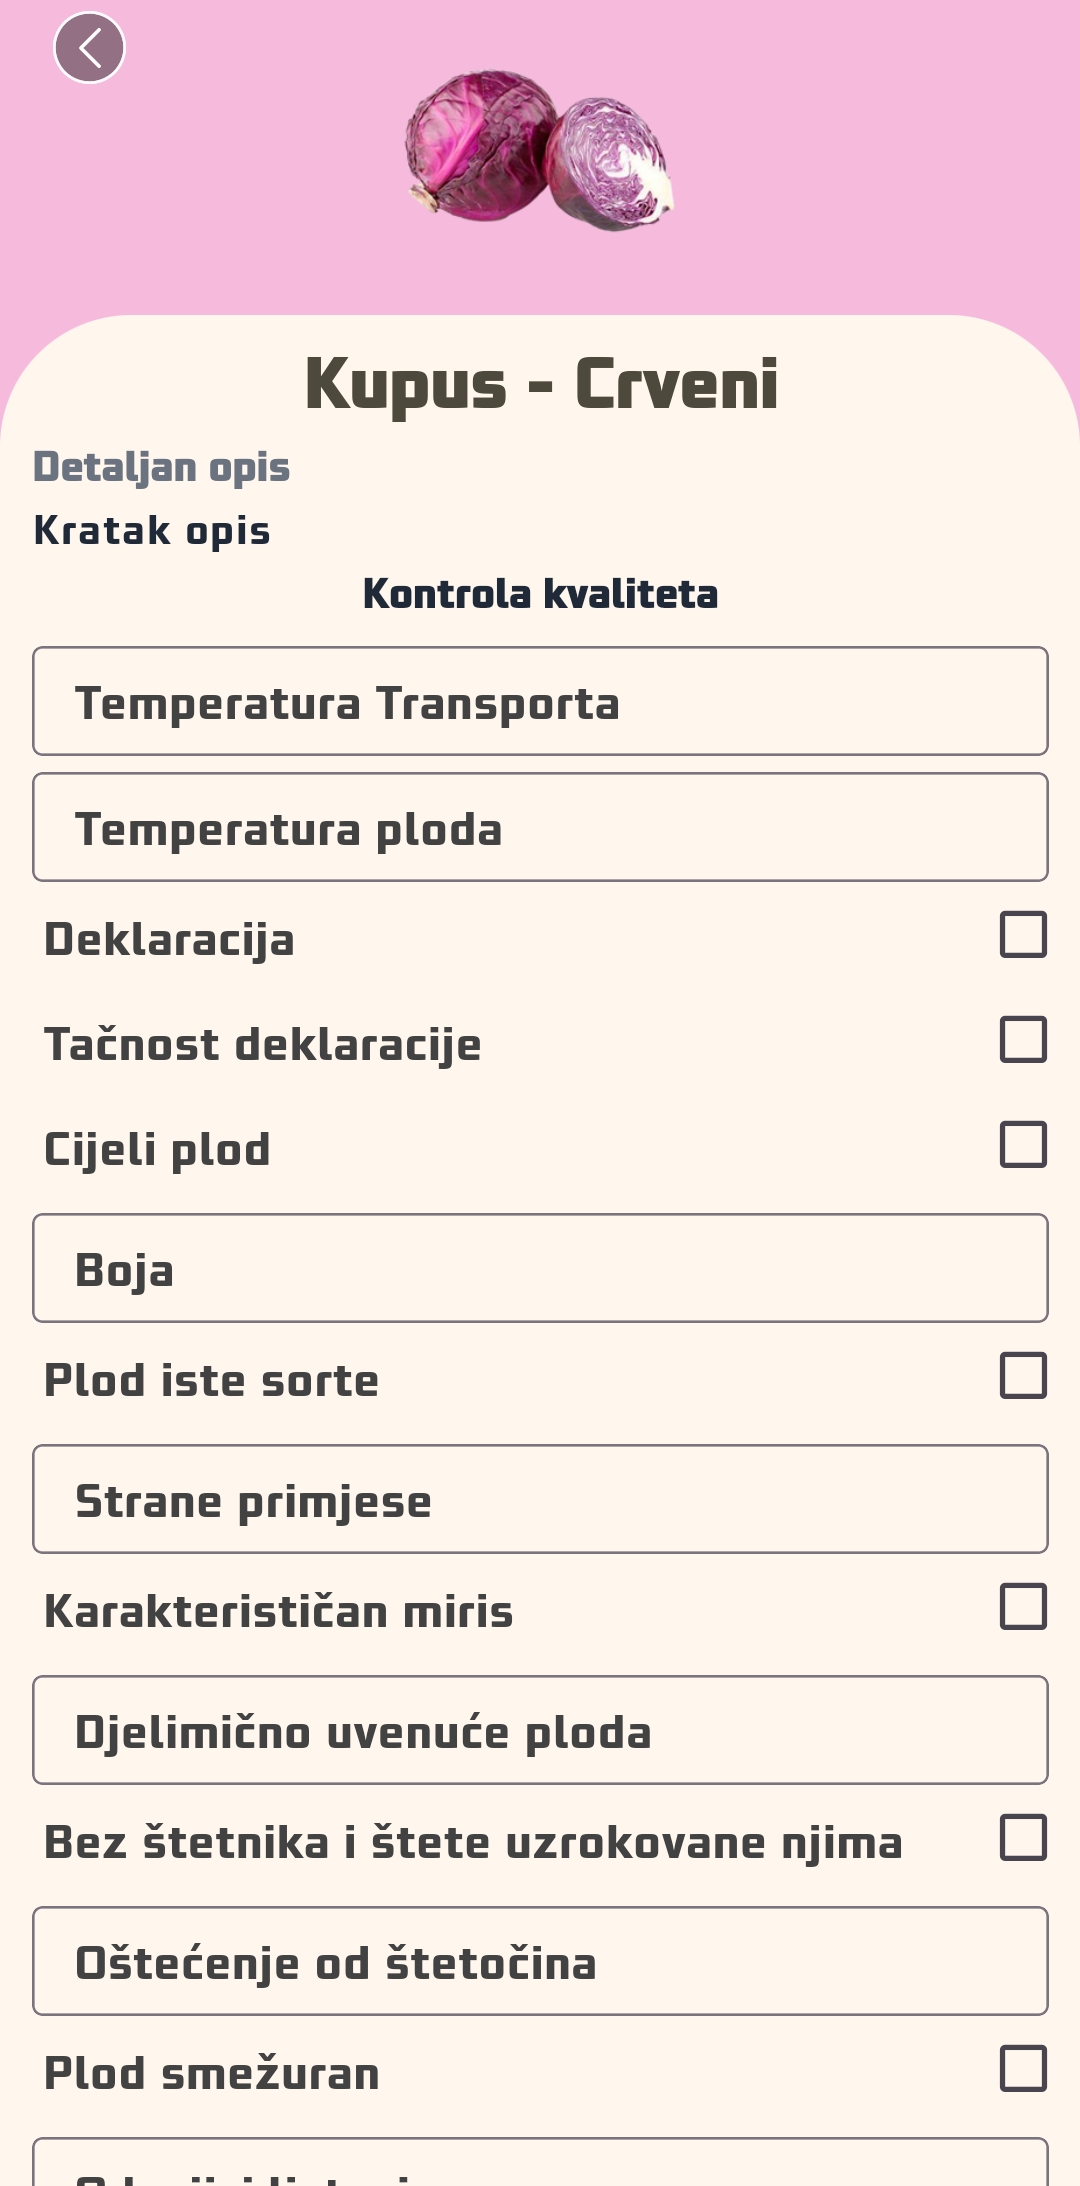 Kupus - Crveni
Detaljan opis
Kratak opis
Kontrola kvaliteta
Temperatura Transporta
Temperatura ploda
Deklaracija
Tačnost deklaracije
Cijeli plod
Boja
Plod iste sorte
Strane primjese
Karakterističan miris
Djelimično uvenuće ploda
Bez štetnika i štete uzrokovane njima
Oštećenje od štetočina
Plod smežuran